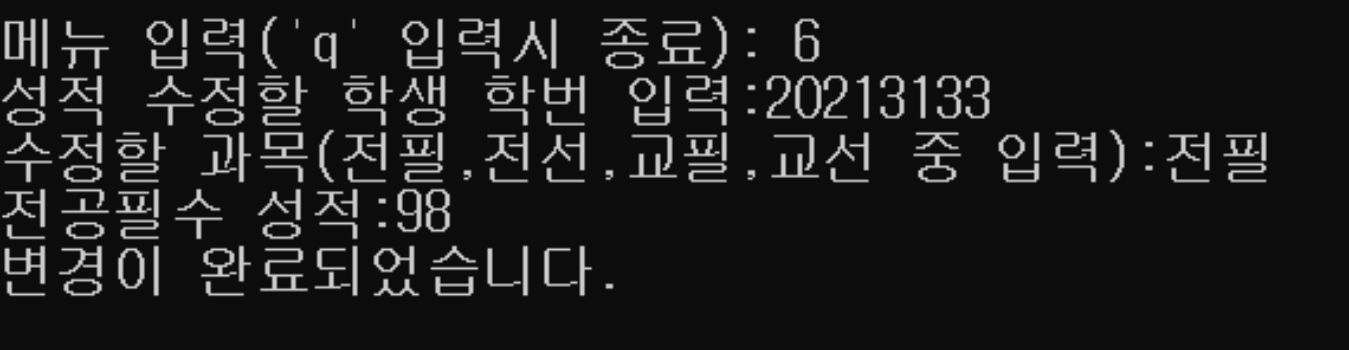 메뉴 입력('q' 입력시 종료): 6
성적 수정할 학생 학번 입력:20213133
수정할 과목(전필,전선,교필,교선 중 입력):전필
전공필수 성적:98
변경이 완료되었습니다.